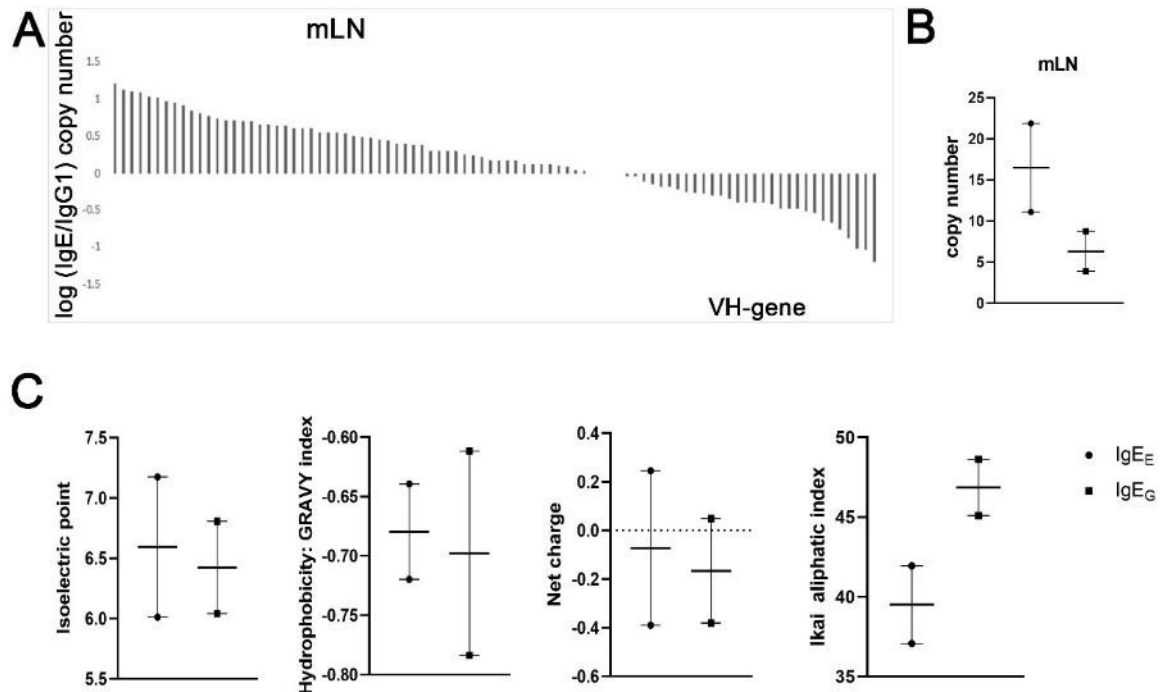 A
mLN
log (IgE/IgG1) copy number
1.5
1
0.5
0
-0.5
-1
-1.5
VH-gene
B
mLN
copy number
25
20
15
10
5
0
C
Isoelectric point
7.5
7.0
6.5
6.0
5.5
Hydrophobicity: GRAVY index
-0.60
-0.65
-0.70
-0.75
-0.80
Net charge
0.4
0.2
0.0
-0.2
-0.4
-0.6
Ikai aliphatic index
50
45
40
35
IgEE
IgEG